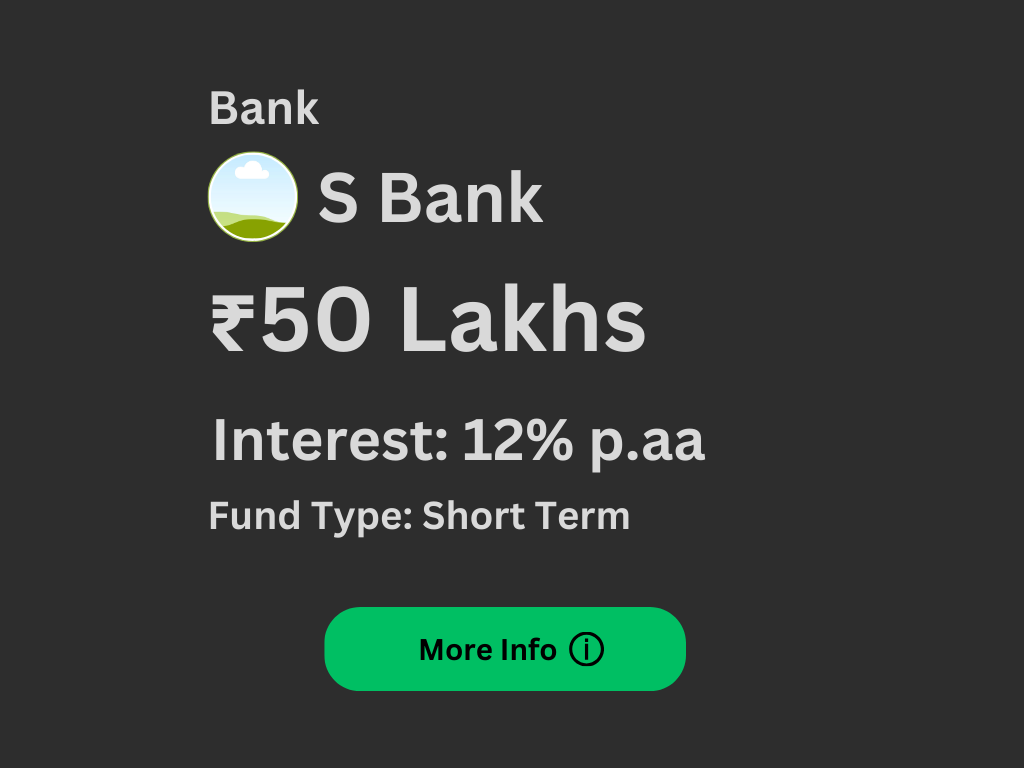 Bank
S Bank
₹50 Lakhs
Interest: 12% p.aa
Fund Type: Short Term
More Info